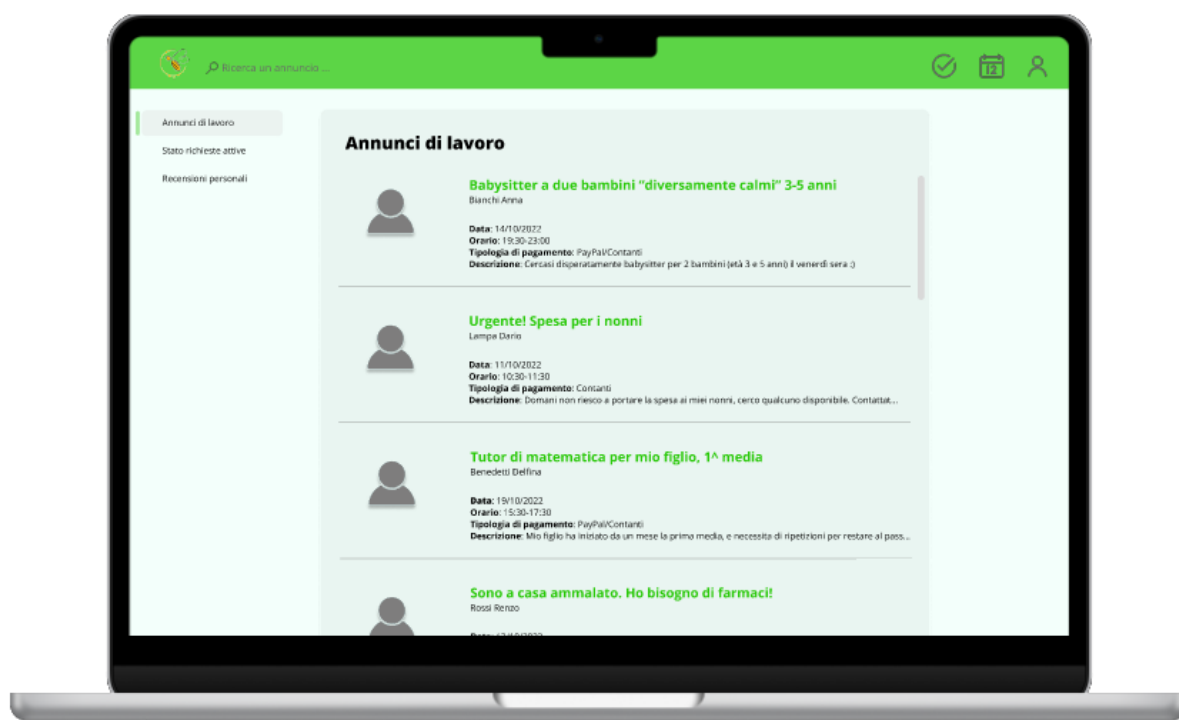 Ricerca un annuncio ...
12
Annunci di lavoro
Stato richieste attive
Recensioni personali
Annunci di lavoro
Babysitter a due bambini "diversamente calmi" 3-5 anni
Bianchi Anna
Data: 14/10/2022
Orario: 19:30-23:00
Tipologia di pagamento: PayPal/Contanti
Descrizione: Cercasi disperatamente babysitter per 2 bambini (età 3 e 5 anni) il venerdì sera :)
Urgente! Spesa per i nonni
Lampa Dario
Data: 11/10/2022
Orario: 10:30-11:30
Tipologia di pagamento: Contanti
Descrizione: Domani non riesco a portare la spesa ai miei nonni, cerco qualcuno disponibile. Contattat...
Tutor di matematica per mio figlio, 1^ media
Benedetti Delfina
Data: 19/10/2022
Orario: 15:30-17:30
Tipologia di pagamento: PayPal/Contanti
Descrizione: Mio figlio ha iniziato da un mese la prima media, e necessita di ripetizioni per restare al pass...
Sono a casa ammalato. Ho bisogno di farmaci!
Rossi Renzo